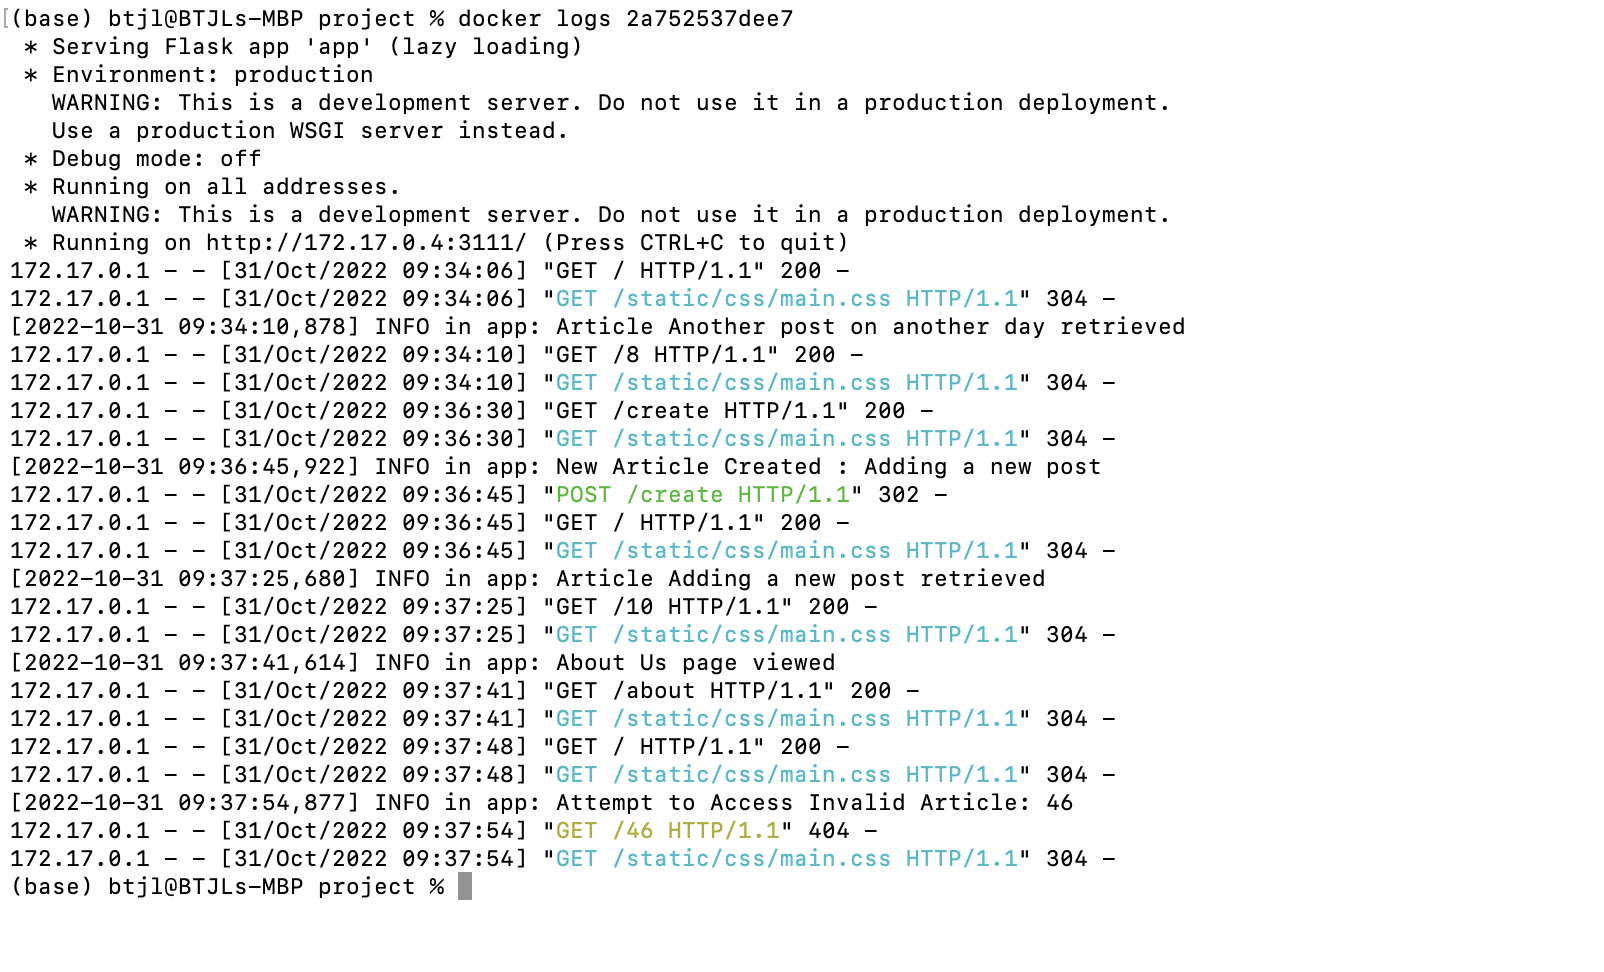 [(base) btjl@BTJLs-MBP project % docker logs 2a752537dee7
 * Serving Flask app 'app' (lazy loading)
 * Environment: production
   WARNING: This is a development server. Do not use it in a production deployment.
   Use a production WSGI server instead.
 * Debug mode: off
 * Running on all addresses.
   WARNING: This is a development server. Do not use it in a production deployment.
 * Running on http://172.17.0.4:3111/ (Press CTRL+C to quit)
172.17.0.1 - - [31/Oct/2022 09:34:06] "GET / HTTP/1.1" 200 -
172.17.0.1 - - [31/Oct/2022 09:34:06] "GET /static/css/main.css HTTP/1.1" 304 -
[2022-10-31 09:34:10,878] INFO in app: Article Another post on another day retrieved
172.17.0.1 - - [31/Oct/2022 09:34:10] "GET /8 HTTP/1.1" 200 -
172.17.0.1 - - [31/Oct/2022 09:34:10] "GET /static/css/main.css HTTP/1.1" 304 -
172.17.0.1 - - [31/Oct/2022 09:36:30] "GET /create HTTP/1.1" 200 -
172.17.0.1 - - [31/Oct/2022 09:36:30] "GET /static/css/main.css HTTP/1.1" 304 -
[2022-10-31 09:36:45,922] INFO in app: New Article Created : Adding a new post
172.17.0.1 - - [31/Oct/2022 09:36:45] "POST /create HTTP/1.1" 302 -
172.17.0.1 - - [31/Oct/2022 09:36:45] "GET / HTTP/1.1" 200 -
172.17.0.1 - - [31/Oct/2022 09:36:45] "GET /static/css/main.css HTTP/1.1" 304 -
[2022-10-31 09:37:25,680] INFO in app: Article Adding a new post retrieved
172.17.0.1 - - [31/Oct/2022 09:37:25] "GET /10 HTTP/1.1" 200 -
172.17.0.1 - - [31/Oct/2022 09:37:25] "GET /static/css/main.css HTTP/1.1" 304 -
[2022-10-31 09:37:41,614] INFO in app: About Us page viewed
172.17.0.1 - - [31/Oct/2022 09:37:41] "GET /about HTTP/1.1" 200 -
172.17.0.1 - - [31/Oct/2022 09:37:41] "GET /static/css/main.css HTTP/1.1" 304 -
172.17.0.1 - - [31/Oct/2022 09:37:48] "GET / HTTP/1.1" 200 -
172.17.0.1 - - [31/Oct/2022 09:37:48] "GET /static/css/main.css HTTP/1.1" 304 -
[2022-10-31 09:37:54,877] INFO in app: Attempt to Access Invalid Article: 46
172.17.0.1 - - [31/Oct/2022 09:37:54] "GET /46 HTTP/1.1" 404 -
172.17.0.1 - - [31/Oct/2022 09:37:54] "GET /static/css/main.css HTTP/1.1" 304 -
(base) btjl@BTJLs-MBP project %